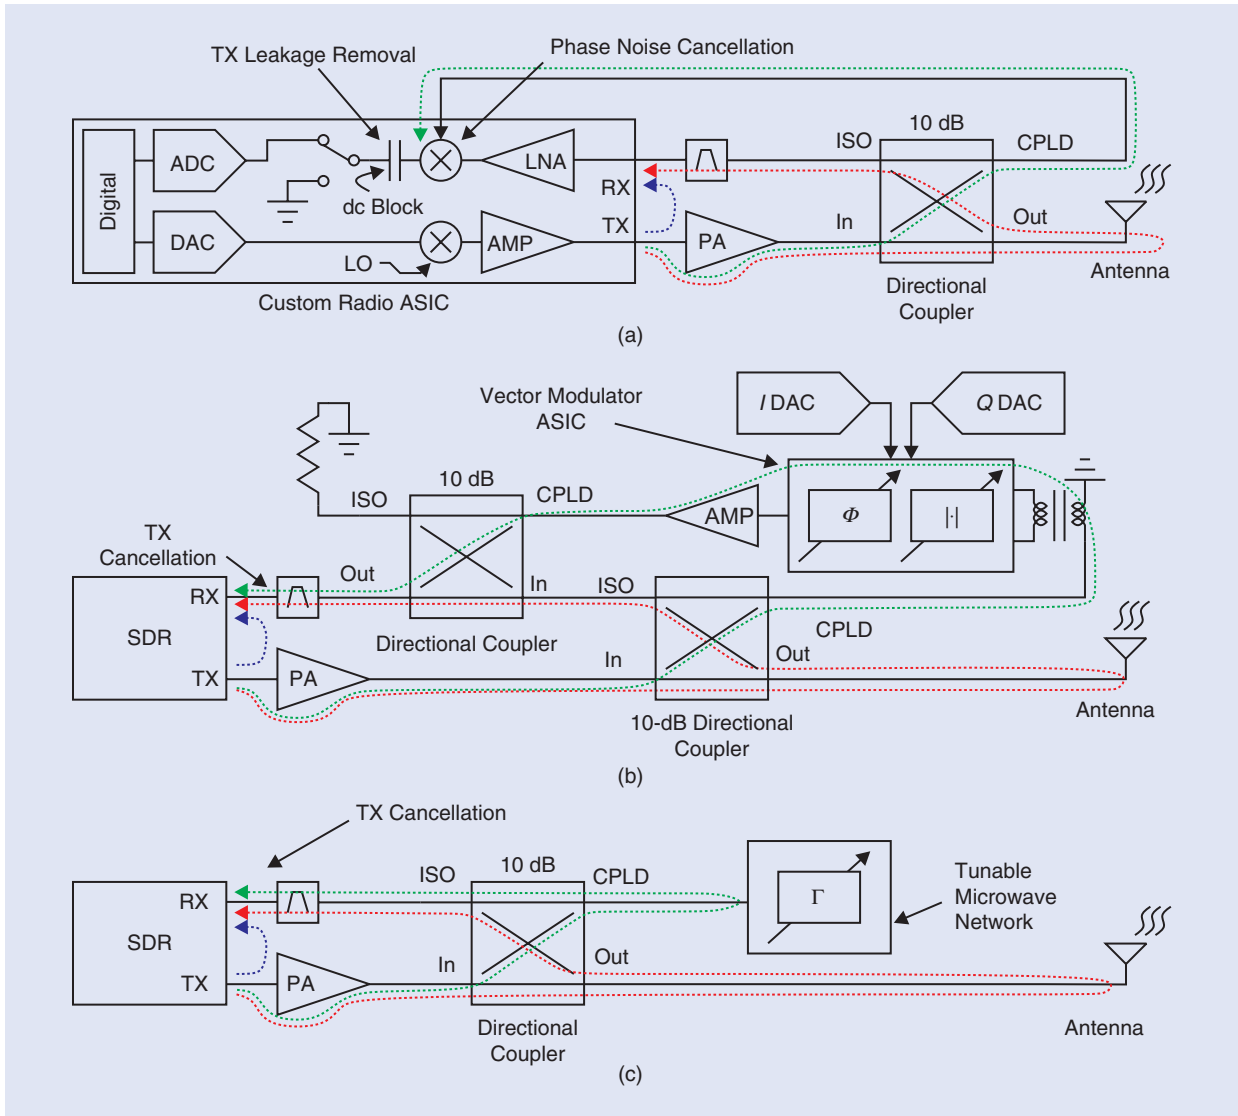 TX Leakage Removal
Phase Noise Cancellation
10 dB
ISO
CPLD
Digital
ADC
dc Block
LNA
RX
DAC
LO
AMP
TX
PA
In
Out
Antenna
Custom Radio ASIC
Directional
Coupler
(a)
Vector Modulator
ASIC
I DAC
Q DAC
10 dB
ISO
CPLD
AMP
Φ
|·|
TX
Cancellation
Out
In
ISO
RX
SDR
TX
Directional Coupler
CPLD
PA
In
Out
10-dB Directional
Coupler
Antenna
(b)
TX Cancellation
10 dB
ISO
CPLD
Γ
Tunable
Microwave
Network
RX
SDR
TX
PA
In
Out
Directional
Coupler
Antenna
(c)